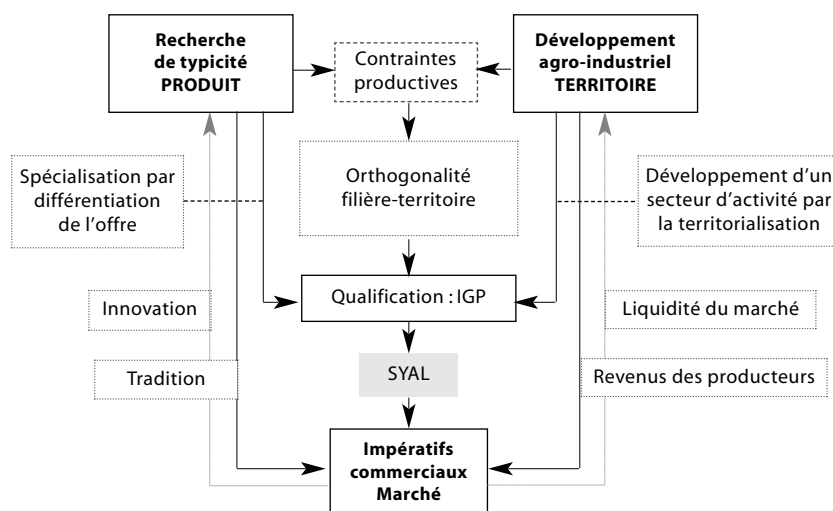 Recherche
de typicité
PRODUIT
Contraintes
productives
Développement
agro-industriel
TERRITOIRE
Spécialisation par
différentiation
de l’offre
Orthogonalité
filière-territoire
Développement d’un
secteur d’activité par
la territorialisation
Innovation
Qualification : IGP
Liquidité du marché
Tradition
SYAL
Revenus des producteurs
Impératifs
commerciaux
Marché